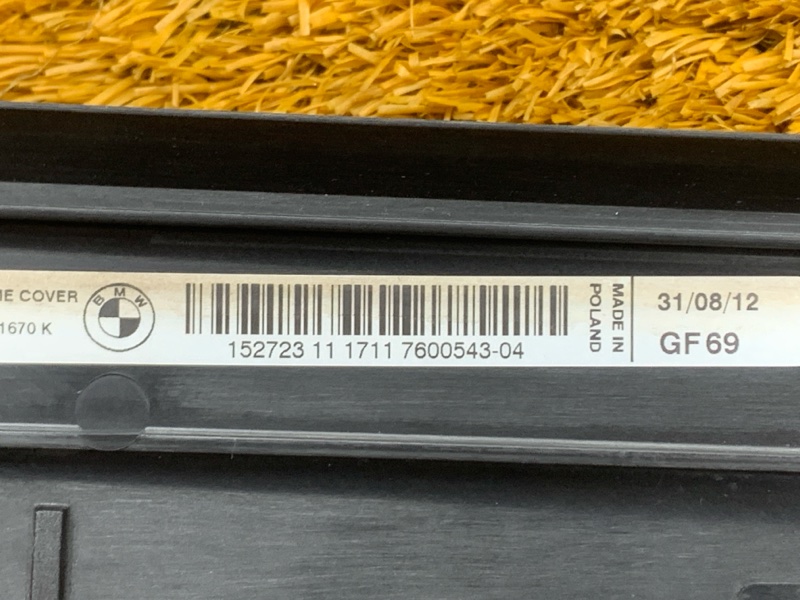 COVER
1670 K
BMW
152723 11 1711 7600543-04
MADE IN
POLAND
31/08/12
GF69